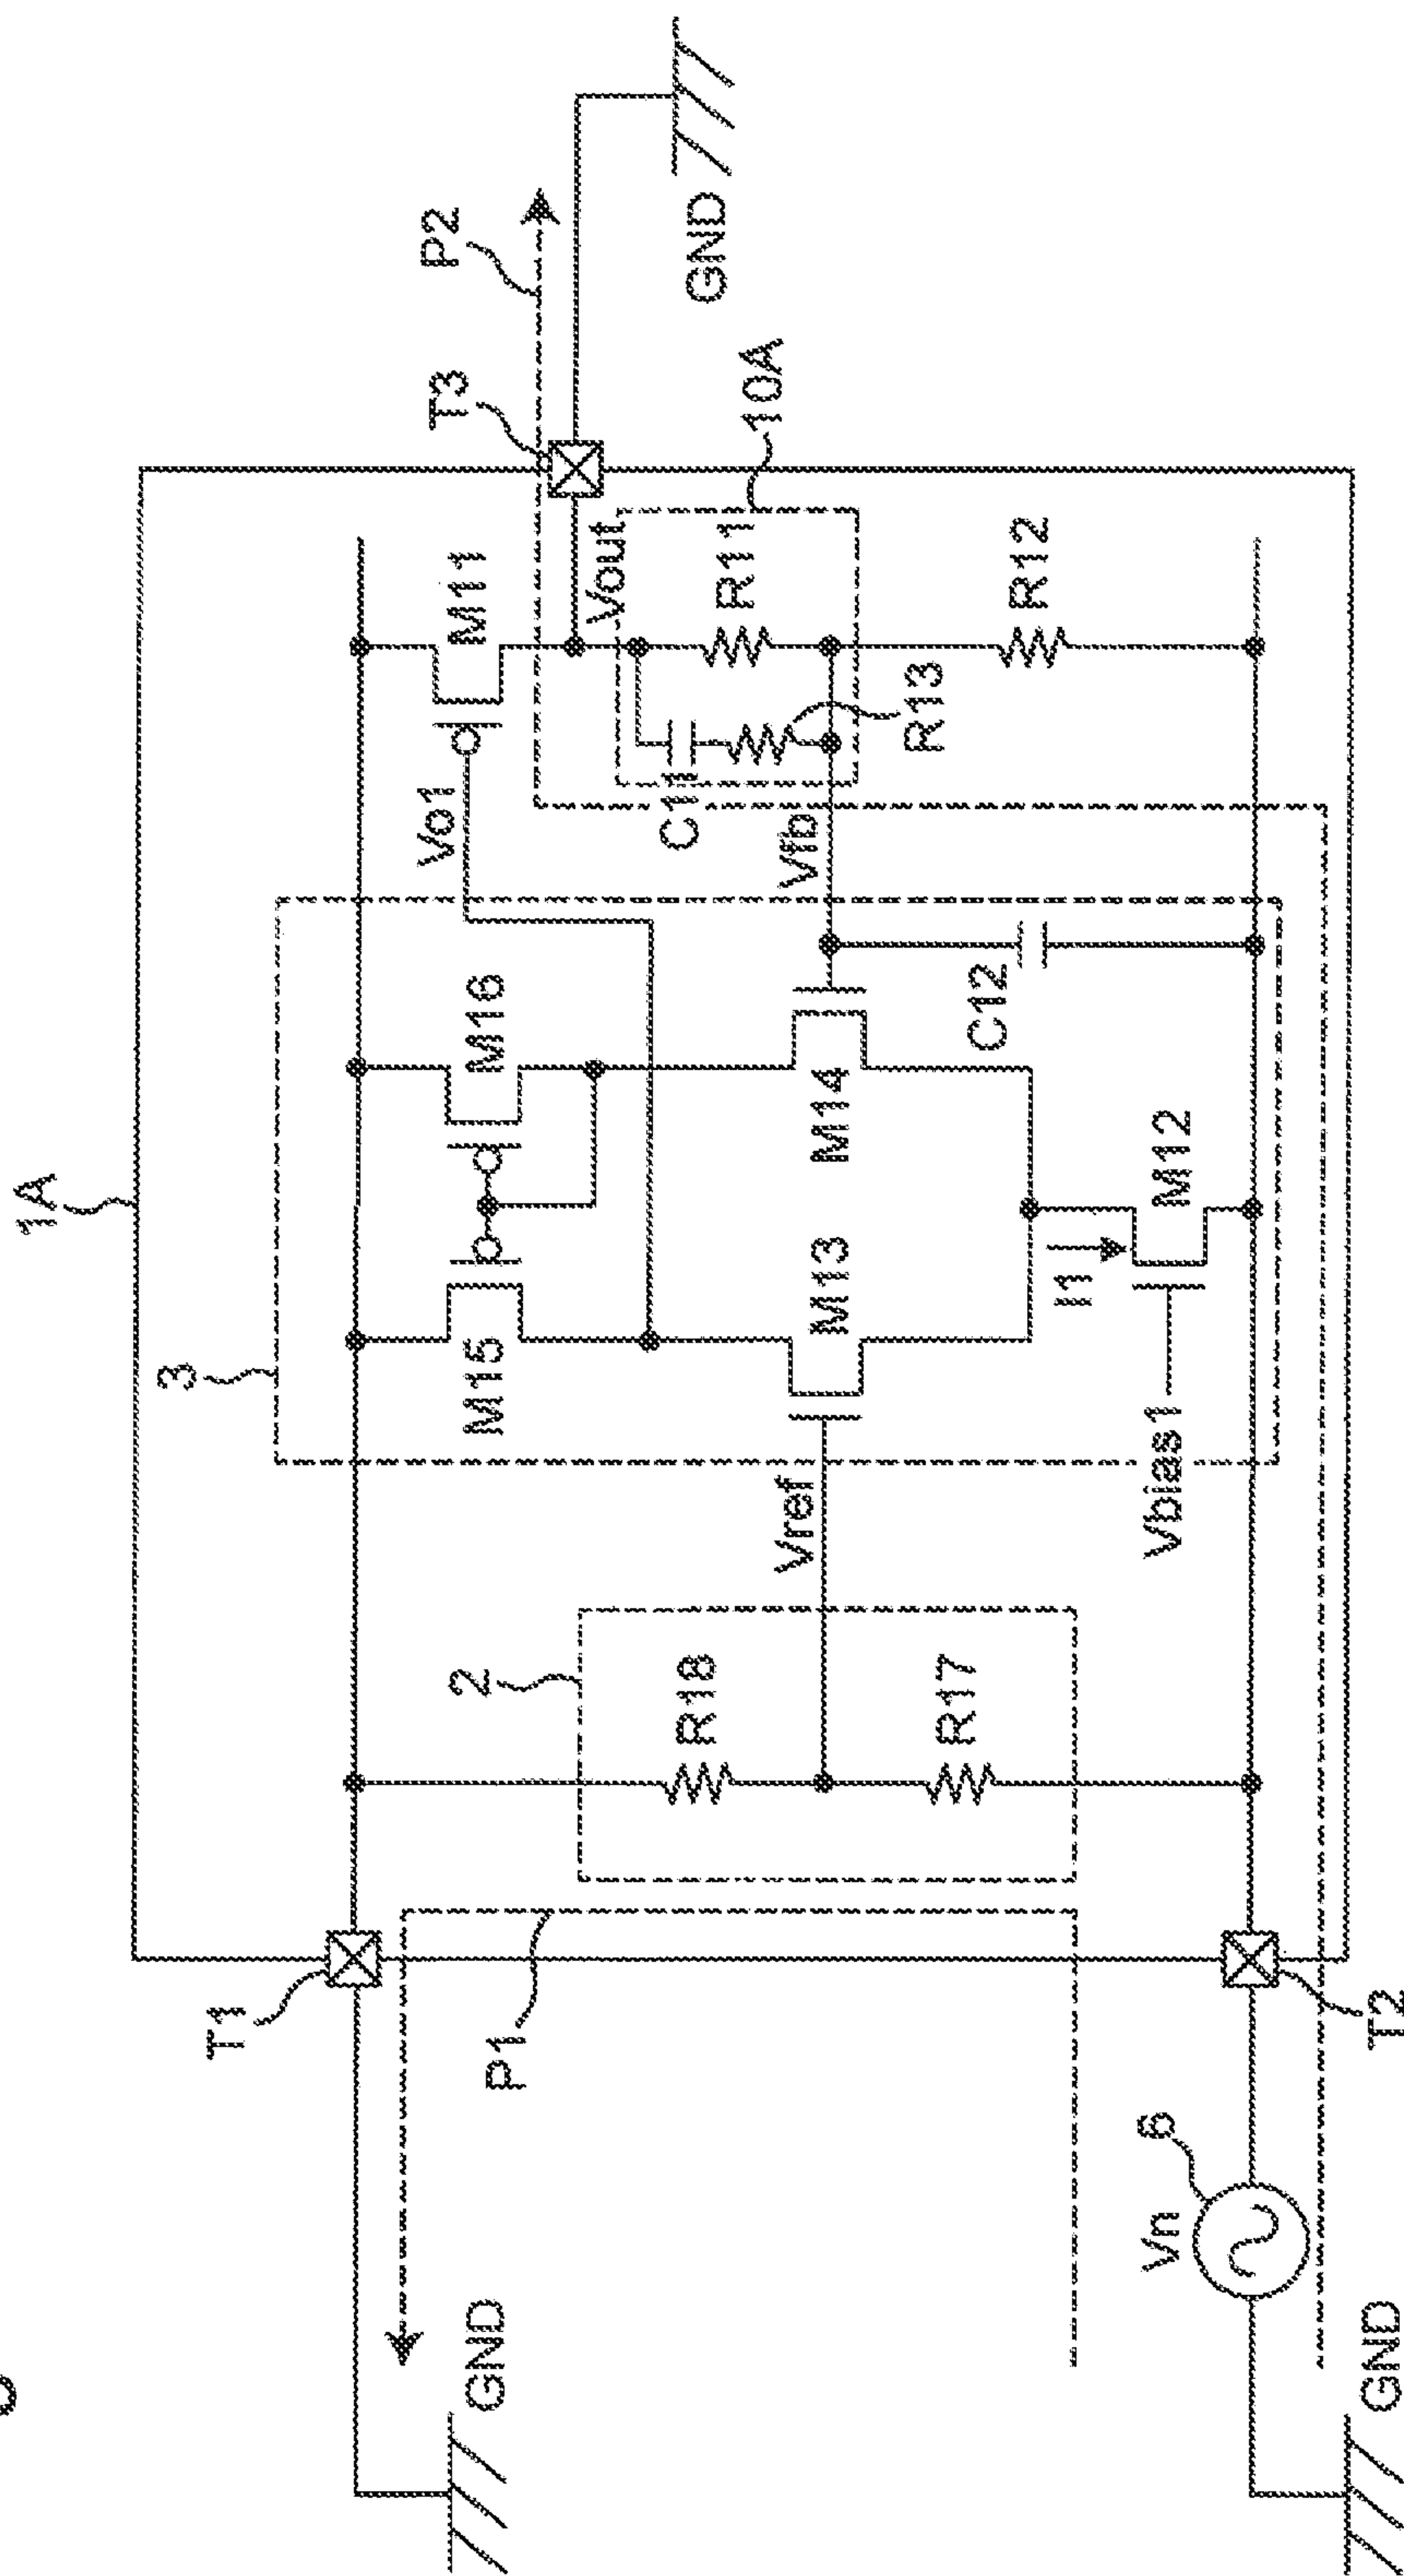 1A
T1
3
Vo1
M11
T3
P2
M15
M16
P1
2
R18
Vref
M13
M14
Vfb
C11
R13
Vout
R11
10A
GND
GND
R17
I1
M12
C12
R12
Vbias1
Vn
6
T2
GND